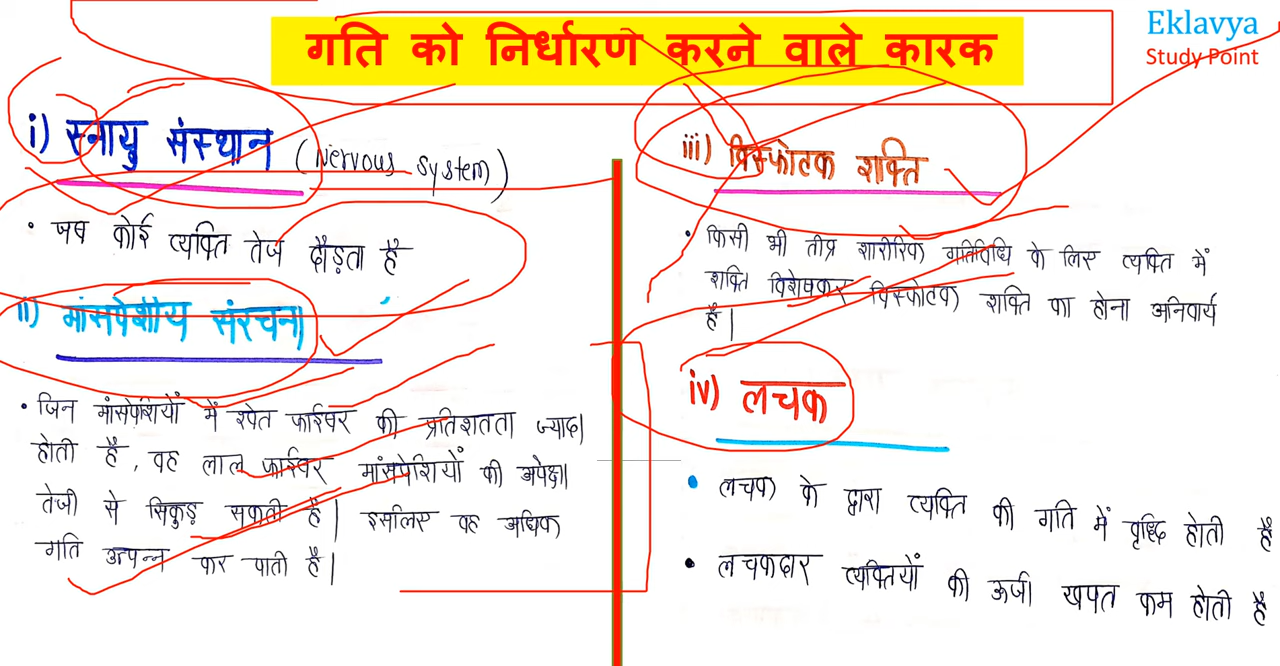 गति को निर्धारण करने वाले कारक
Eklavya
Study Point
i) स्नायु संस्थान (Nervous System)
• जब कोई व्यक्ति तेज दौड़ता है
ii) मांसपेशीय संरचना
• जिन मांसपेशियों में श्वेत फाईबर की प्रतिशतता ज्यादा
होती है, वह लाल फाईबर मांसपेशियों की अपेक्षा
तेजी से सिकुड़ सकती है| इसलिए वह अधिक
गति उत्पन्न कर पाती है|
iii) विस्फोटक शक्ति
• किसी भी तीव्र शारीरिक गतिविधि के लिए व्यक्ति में
शक्ति विशेषकर विस्फोटक शक्ति का होना अनिवार्य
है|
iv) लचक
• लचक के द्वारा व्यक्ति की गति में वृद्धि होती है
• लचकदार व्यक्तियों की ऊर्जा खपत कम होती है